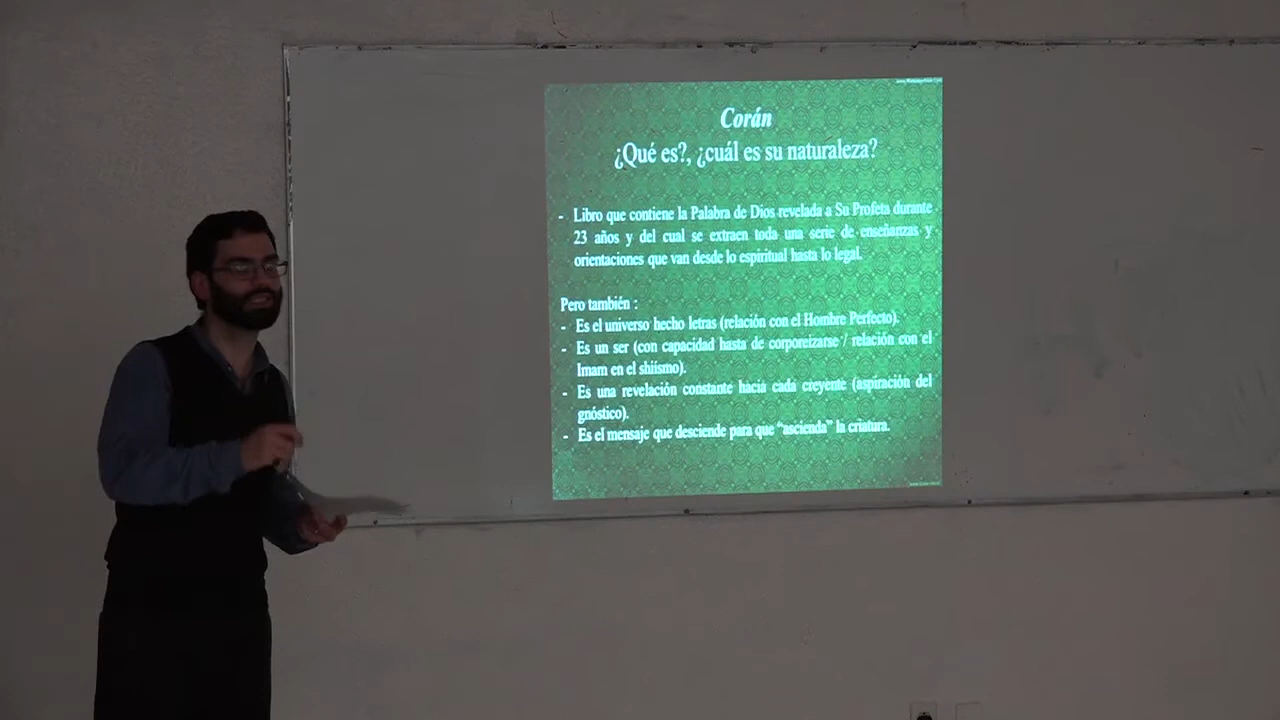 Corán
¿Qué es?, ¿cuál es su naturaleza?
- Libro que contiene la Palabra de Dios revelada a Su Profeta durante
23 años y del cual se extraen toda una serie de enseñanzas y
orientaciones que van desde lo espiritual hasta lo legal.
Pero también :
- Es el universo hecho letras (relación con el Hombre Perfecto).
- Es un ser (con capacidad hasta de corporeizarse / relación con el
Imam en el shiismo).
- Es una revelación constante hacia cada creyente (aspiración del
gnóstico).
- Es el mensaje que desciende para que “ascienda” la criatura.